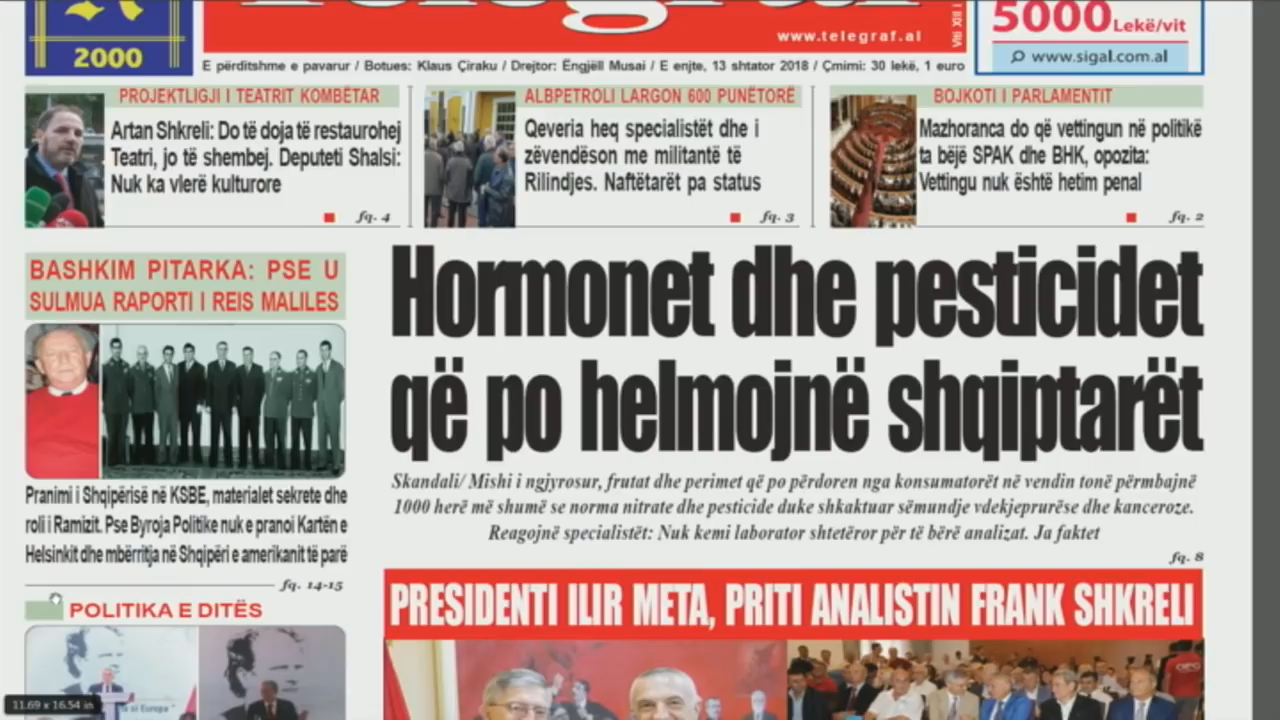 2000
Telegraf
www.telegraf.al
Viti XII i
5000 Lekë/vit
www.sigal.com.al
E përditshme e pavarur / Botues: Klaus Çiraku / Drejtor: Ëngjëll Musai / E enjte, 13 shtator 2018 / Çmimi: 30 lekë, 1 euro
PROJEKTLIGJI I TEATRIT KOMBËTAR
Artan Shkreli: Do të doja të restaurohej
Teatri, jo të shembej. Deputeti Shalsi:
Nuk ka vlerë kulturore
fq. 4
ALBPETROLI LARGON 600 PUNËTORË
Qeveria heq specialistët dhe i
zëvendëson me militantë të
Rilindjes. Naftëtarët pa status
fq. 3
BOJKOTI I PARLAMENTIT
Mazhoranca do që vettingun në politikë
ta bëjë SPAK dhe BHK, opozita:
Vettingu nuk është hetim penal
fq. 2
BASHKIM PITARKA: PSE U
SULMUA RAPORTI I REIS MALILES
Pranimi i Shqipërisë në KSBE, materialet sekrete dhe
roli i Ramizit. Pse Byroja Politike nuk e pranoi Kartën e
Helsinkit dhe mbërritja në Shqipëri e amerikanit të parë
fq. 14-15
POLITIKA E DITËS
Hormonet dhe pesticidet
që po helmojnë shqiptarët
Skandali/ Mishi i ngjyrosur, frutat dhe perimet që po përdoren nga konsumatorët në vendin tonë përmbajnë
1000 herë më shumë se norma nitrate dhe pesticide duke shkaktuar sëmundje vdekjeprurëse dhe kanceroze.
Reagojnë specialistët: Nuk kemi laborator shtetëror për të bërë analizat. Ja faktet
fq. 8
PRESIDENTI ILIR META, PRITI ANALISTIN FRANK SHKRELI
11.69 x 16.54 in